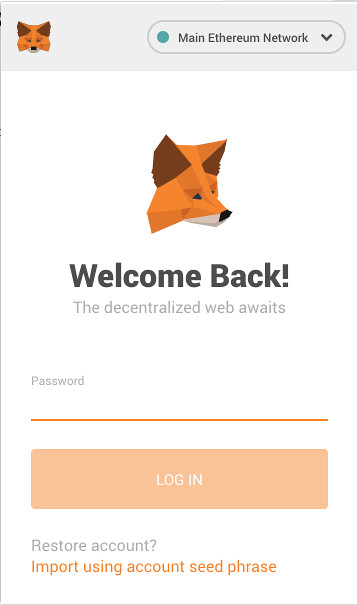 Main Ethereum Network
Welcome Back!
The decentralized web awaits
Password
LOG IN
Restore account?
Import using account seed phrase